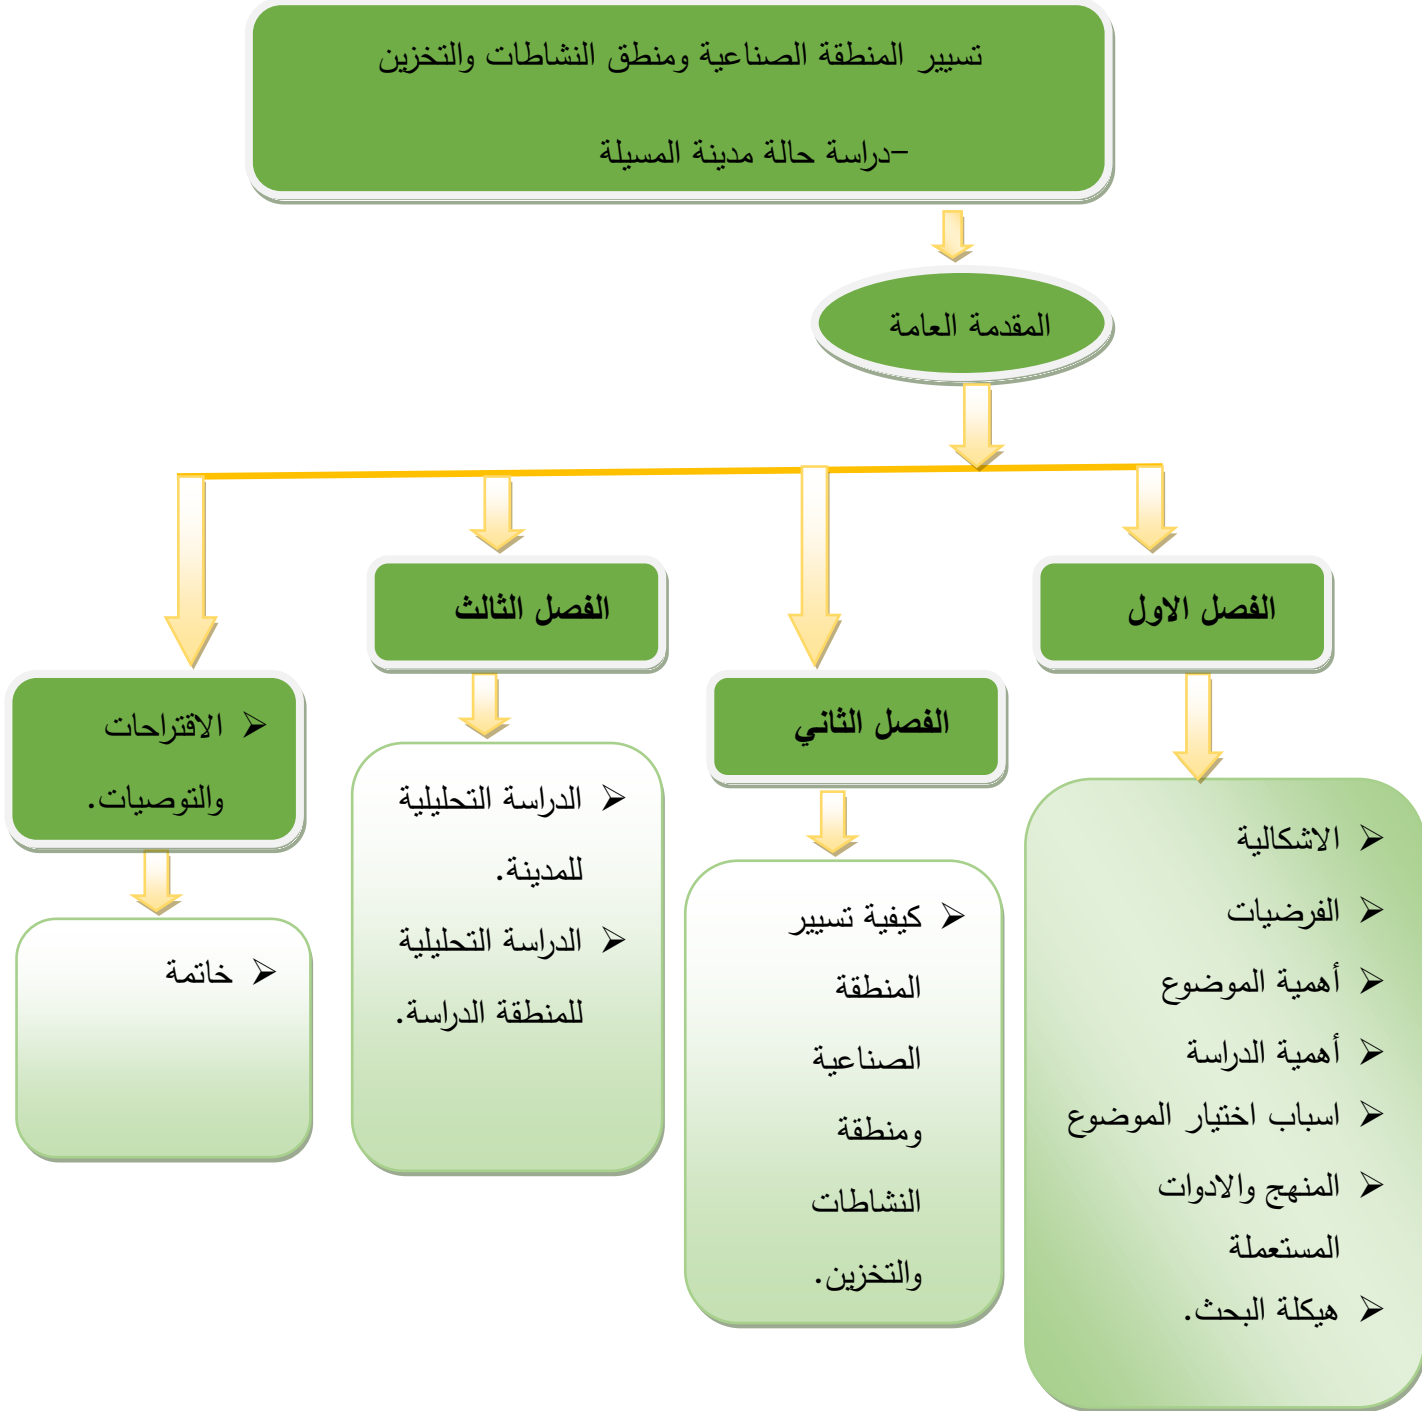 تسيير المنطقة الصناعية ومنطق النشاطات والتخزين
-دراسة حالة مدينة المسيلة
المقدمة العامة
الفصل الاول
⮚ الاشكالية
⮚ الفرضيات
⮚ أهمية الموضوع
⮚ أهمية الدراسة
⮚ اسباب اختيار الموضوع
⮚ المنهج والادوات
المستعملة
⮚ هيكلة البحث.
الفصل الثاني
⮚ كيفية تسيير
المنطقة
الصناعية
ومنطقة
النشاطات
والتخزين.
الفصل الثالث
⮚ الدراسة التحليلية
للمدينة.
⮚ الدراسة التحليلية
للمنطقة الدراسة.
⮚ الاقتراحات
والتوصيات.
⮚ خاتمة